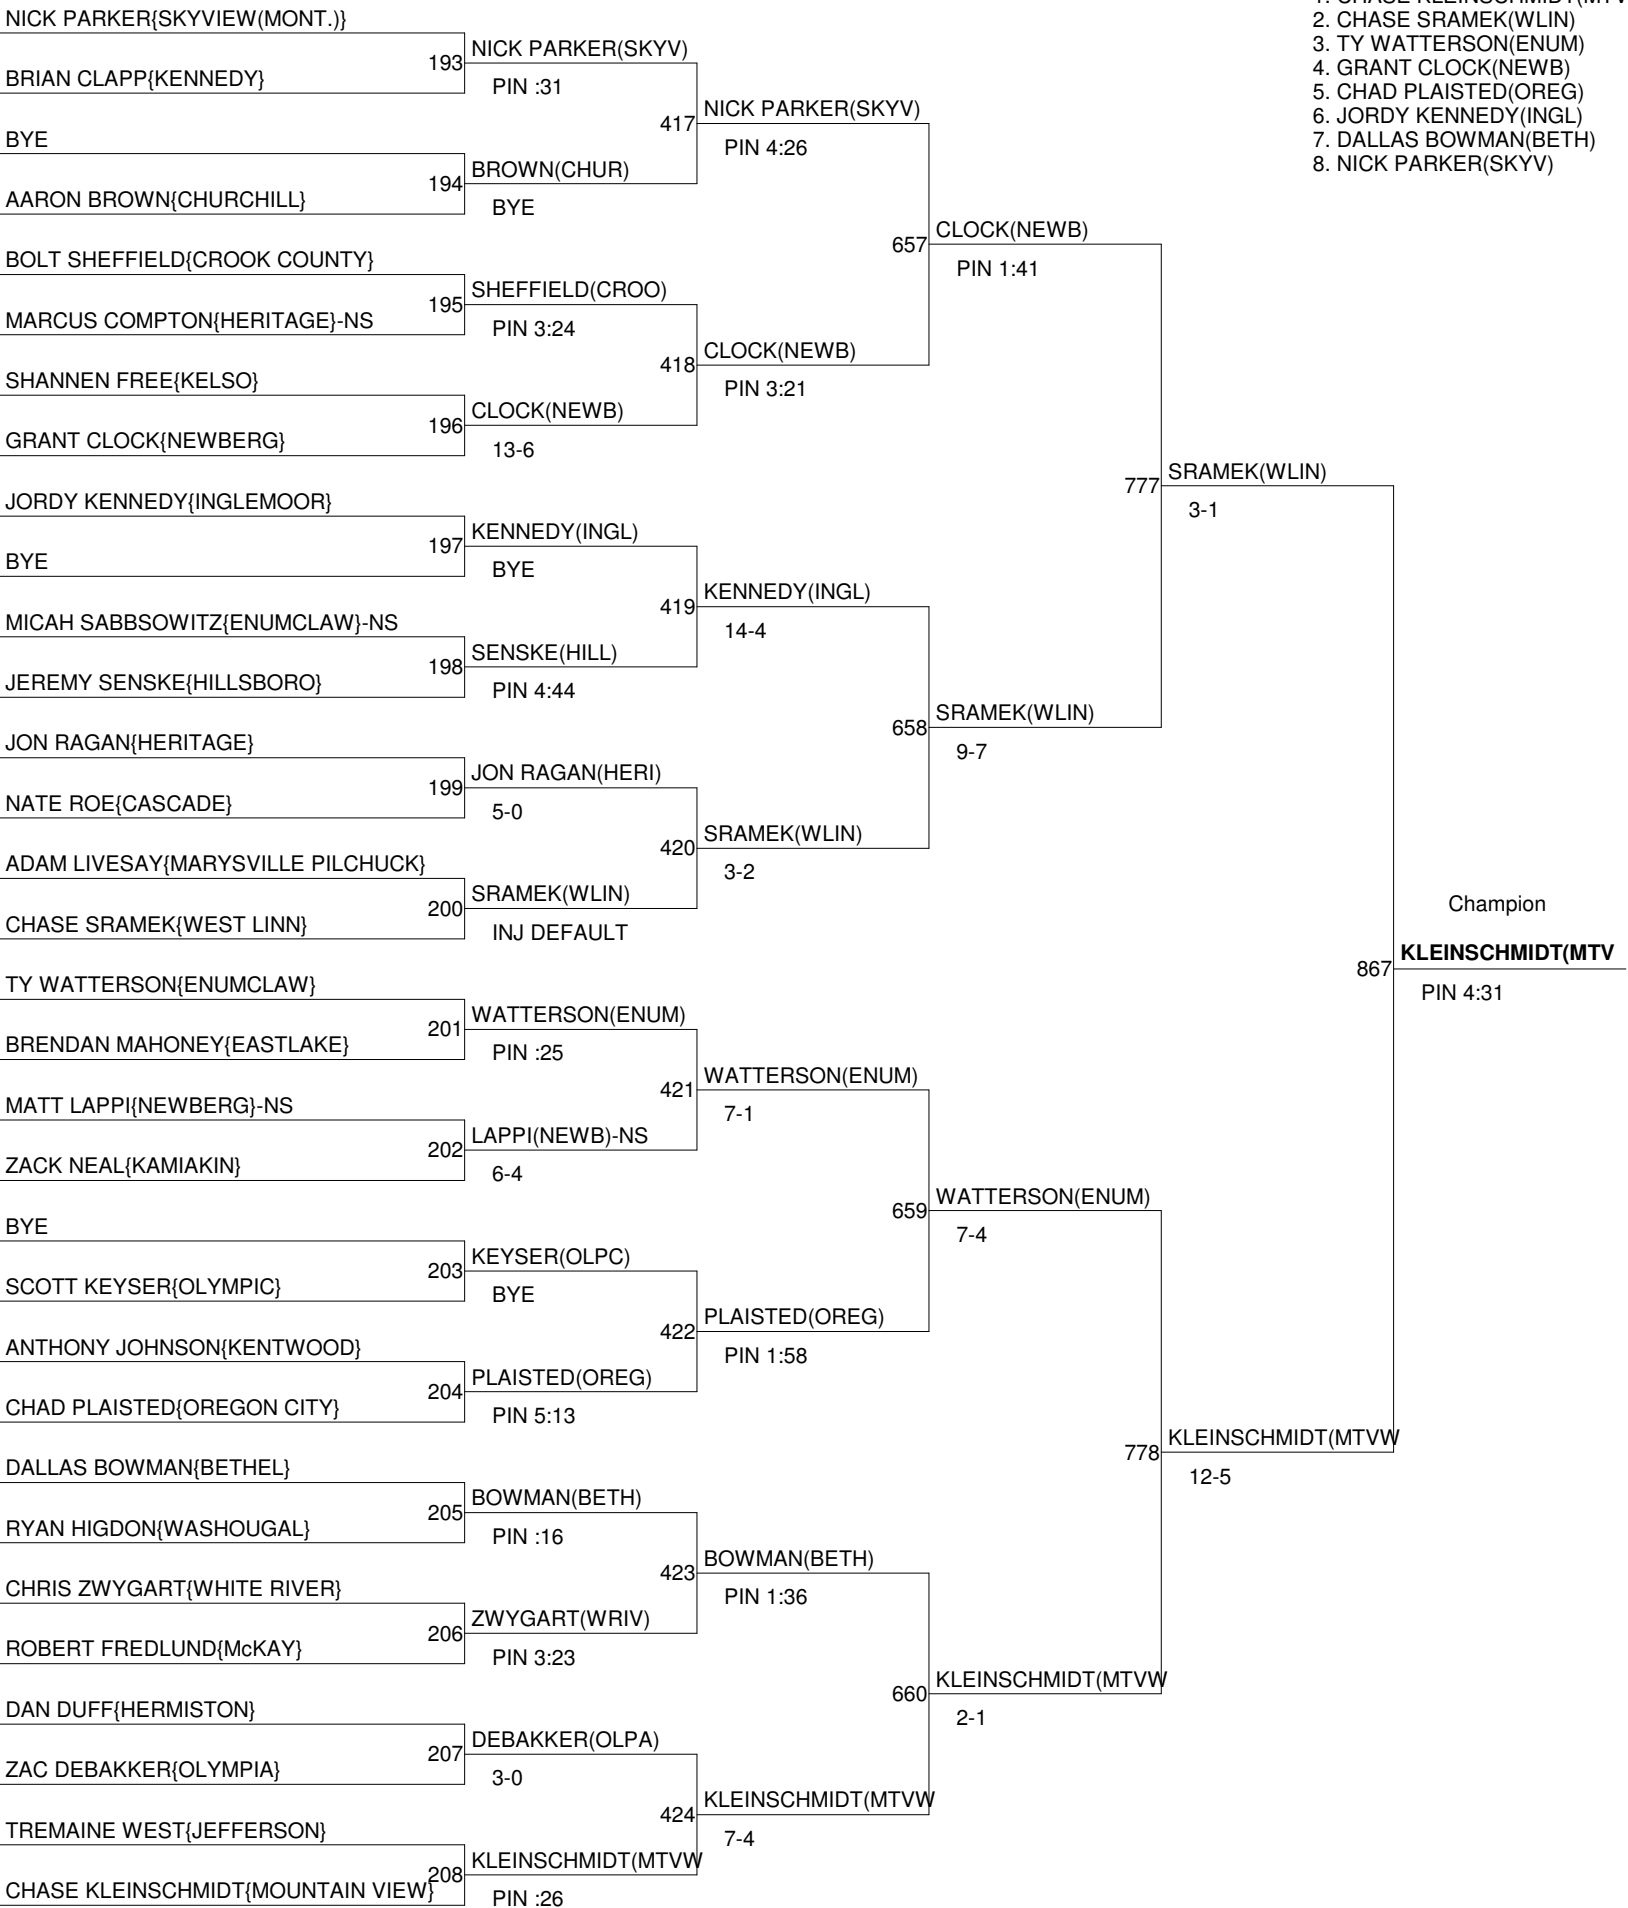 NICK PARKER{SKYVIEW(MONT.)}
BRIAN CLAPP{KENNEDY}
BYE
AARON BROWN{CHURCHILL}
BOLT SHEFFIELD{CROOK COUNTY}
MARCUS COMPTON{HERITAGE}-NS
SHANNEN FREE{KELSO}
GRANT CLOCK{NEWBERG}
JORDY KENNEDY{INGLEMOOR}
BYE
MICAH SABBSOWITZ{ENUMCLAW}-NS
JEREMY SENSKE{HILLSBORO}
JON RAGAN{HERITAGE}
NATE ROE{CASCADE}
ADAM LIVESAY{MARYSVILLE PILCHUCK}
CHASE SRAMEK{WEST LINN}
TY WATTERSON{ENUMCLAW}
BRENDAN MAHONEY{EASTLAKE}
MATT LAPPI{NEWBERG}-NS
ZACK NEAL{KAMIAKIN}
BYE
SCOTT KEYSER{OLYMPIC}
ANTHONY JOHNSON{KENTWOOD}
CHAD PLAISTED{OREGON CITY}
DALLAS BOWMAN{BETHEL}
RYAN HIGDON{WASHOUGAL}
CHRIS ZWYGART{WHITE RIVER}
ROBERT FREDLUND{McKAY}
DAN DUFF{HERMISTON}
ZAC DEBAKKER{OLYMPIA}
TREMAINE WEST{JEFFERSON}
CHASE KLEINSCHMIDT{MOUNTAIN VIEW}
193 NICK PARKER(SKYV)
PIN :31
194 BROWN(CHUR)
BYE
195 SHEFFIELD(CROO)
PIN 3:24
196 CLOCK(NEWB)
13-6
197 KENNEDY(INGL)
BYE
198 SENSKE(HILL)
PIN 4:44
199 JON RAGAN(HERI)
5-0
200 SRAMEK(WLIN)
INJ DEFAULT
201 WATTERSON(ENUM)
PIN :25
202 LAPPI(NEWB)-NS
6-4
203 KEYSER(OLPC)
BYE
204 PLAISTED(OREG)
PIN 5:13
205 BOWMAN(BETH)
PIN :16
206 ZWYGART(WRIV)
PIN 3:23
207 DEBAKKER(OLPA)
3-0
208 KLEINSCHMIDT(MTVW
PIN :26
417 NICK PARKER(SKYV)
PIN 4:26
418 CLOCK(NEWB)
PIN 3:21
419 KENNEDY(INGL)
14-4
420 SRAMEK(WLIN)
3-2
421 WATTERSON(ENUM)
7-1
422 PLAISTED(OREG)
PIN 1:58
423 BOWMAN(BETH)
PIN 1:36
424 KLEINSCHMIDT(MTVW
7-4
657 CLOCK(NEWB)
PIN 1:41
658 SRAMEK(WLIN)
9-7
659 WATTERSON(ENUM)
7-4
660 KLEINSCHMIDT(MTVW
2-1
777 SRAMEK(WLIN)
3-1
778 KLEINSCHMIDT(MTVW
12-5
Champion
867 KLEINSCHMIDT(MTV
PIN 4:31
1. CHASE KLEINSCHMIDT(MTV
2. CHASE SRAMEK(WLIN)
3. TY WATTERSON(ENUM)
4. GRANT CLOCK(NEWB)
5. CHAD PLAISTED(OREG)
6. JORDY KENNEDY(INGL)
7. DALLAS BOWMAN(BETH)
8. NICK PARKER(SKYV)